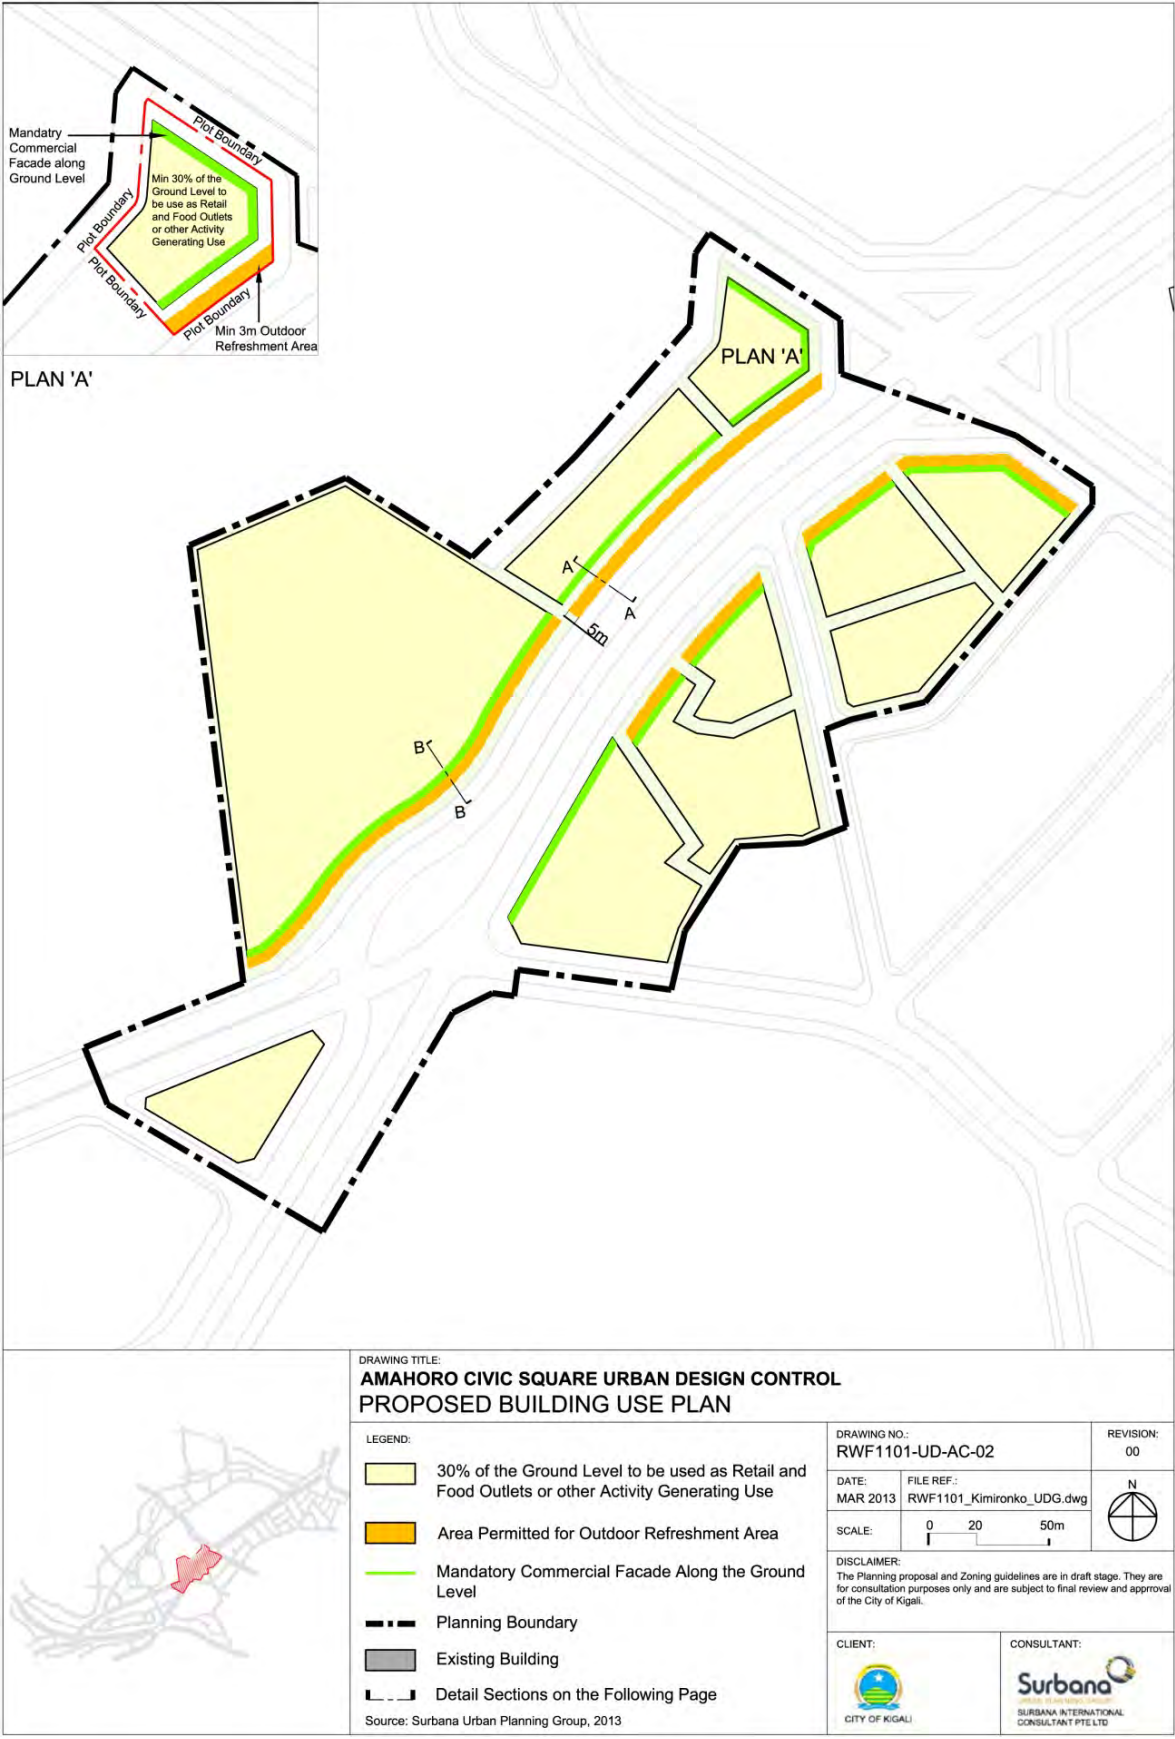 Mandatry
Commercial
Facade along
Ground Level
Plot Boundary
Plot Boundary
Min 30% of the
Ground Level to
be use as Retail
and Food Outlets
or other Activity
Generating Use
Plot Boundary
Plot Boundary
Min 3m Outdoor
Refreshment Area
PLAN 'A'
PLAN 'A'
A
A
5m
B
B
DRAWING TITLE:
AMAHORO CIVIC SQUARE URBAN DESIGN CONTROL
PROPOSED BUILDING USE PLAN
LEGEND:
30% of the Ground Level to be used as Retail and
Food Outlets or other Activity Generating Use
Area Permitted for Outdoor Refreshment Area
Mandatory Commercial Facade Along the Ground
Level
Planning Boundary
Existing Building
Detail Sections on the Following Page
Source: Surbana Urban Planning Group, 2013
DRAWING NO.:
RWF1101-UD-AC-02
REVISION:
00
DATE:
MAR 2013
FILE REF.:
RWF1101_Kimironko_UDG.dwg
N
SCALE:
0 20 50m
DISCLAIMER:
The Planning proposal and Zoning guidelines are in draft stage. They are
for consultation purposes only and are subject to final review and apprroval
of the City of Kigali.
CLIENT:
CITY OF KIGALI
CONSULTANT:
Surbana
URBAN PLANNING GROUP
SURBANA INTERNATIONAL
CONSULTANT PTE LTD